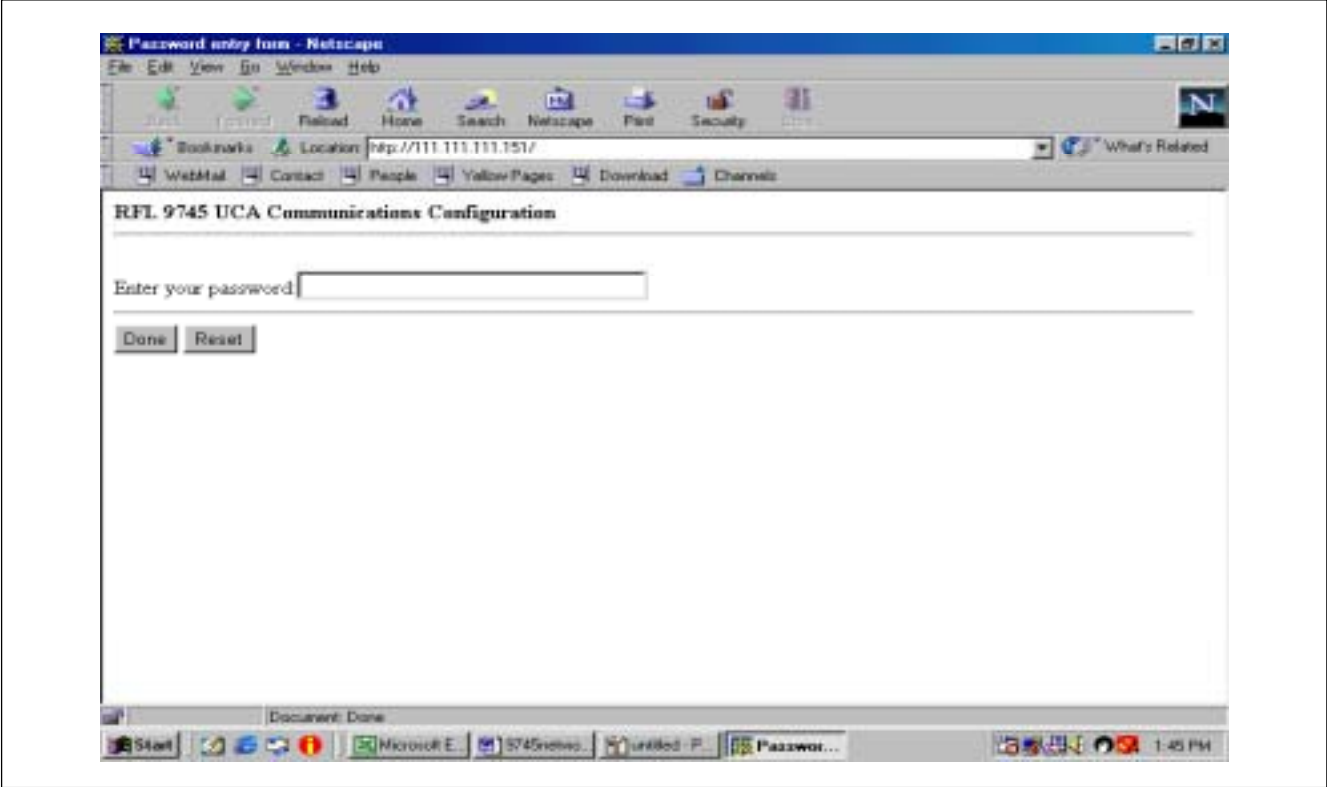 Password entry form - Netscape
File Edit View Go Window Help
Back Forward Reload Home Search Netscape Print Security
Bookmarks Location: http://111.111.111.151/ What's Related
WebMail Contact People Yellow Pages Download Channels
RFL 9745 UCA Communications Configuration
Enter your password:
Done Reset
Document: Done
Start Microsoft E... untitled - P... Passwor... 1:45 PM